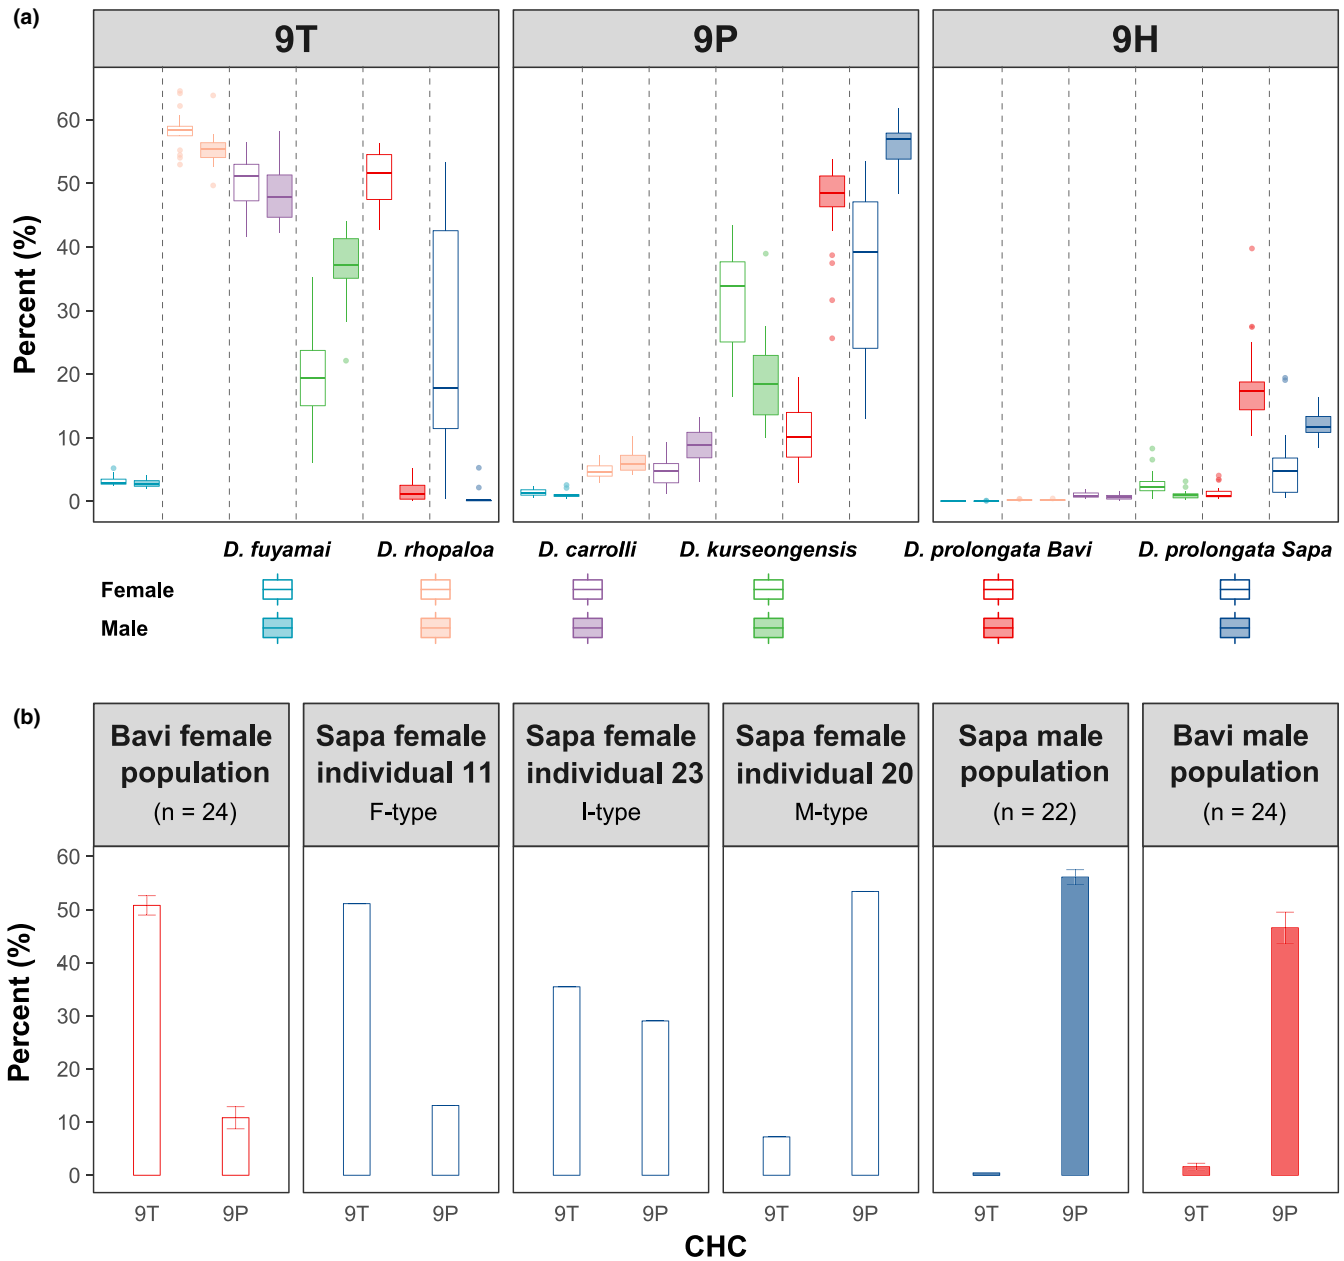 (a)
9T 9P 9H
Percent (%)
60
50
40
30
20
10
0
D. fuyamai D. rhopaloa D. carrolli D. kurseongensis D. prolongata Bavi D. prolongata Sapa
Female
Male
(b)
Bavi female population (n = 24)
Sapa female individual 11 F-type
Sapa female individual 23 I-type
Sapa female individual 20 M-type
Sapa male population (n = 22)
Bavi male population (n = 24)
Percent (%)
60
50
40
30
20
10
0
9T 9P 9T 9P 9T 9P 9T 9P 9T 9P 9T 9P
CHC